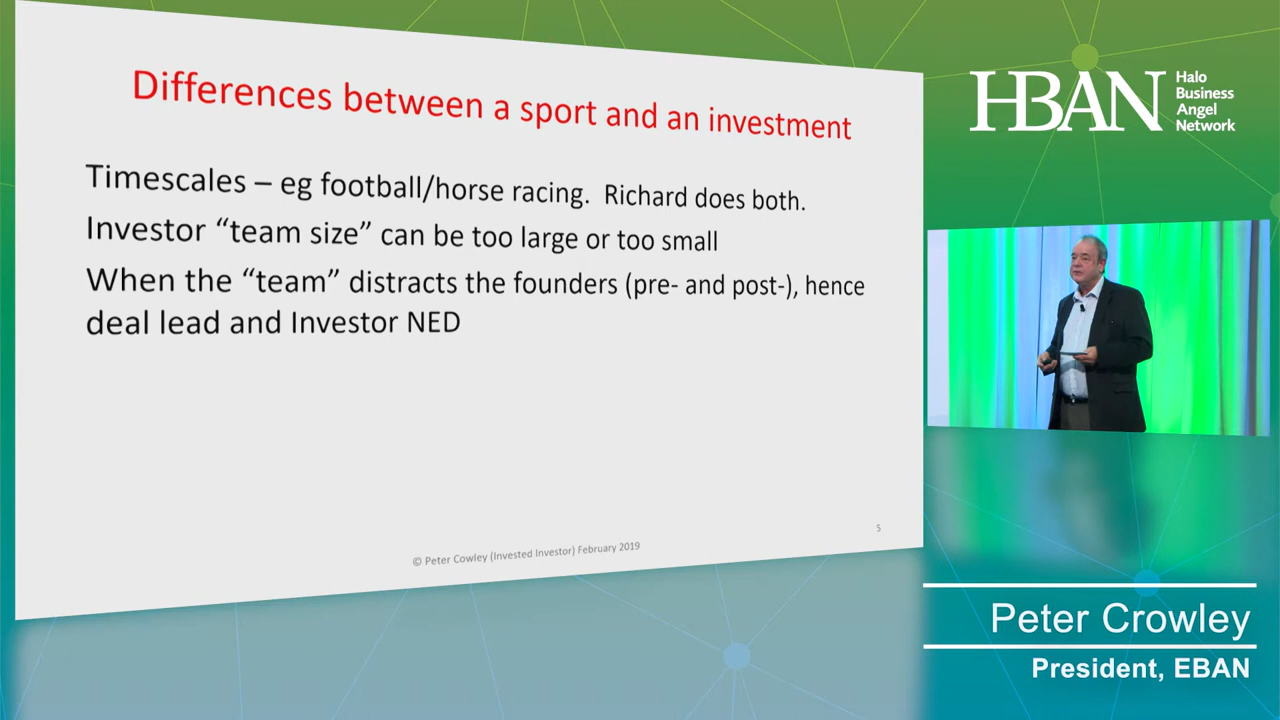 Differences between a sport and an investment
Timescales – eg football/horse racing. Richard does both.
Investor “team size” can be too large or too small
When the “team” distracts the founders (pre- and post-), hence
deal lead and Investor NED
5
© Peter Cowley (Invested Investor) February 2019
HBAN
Halo
Business
Angel
Network
Peter Crowley
President, EBAN